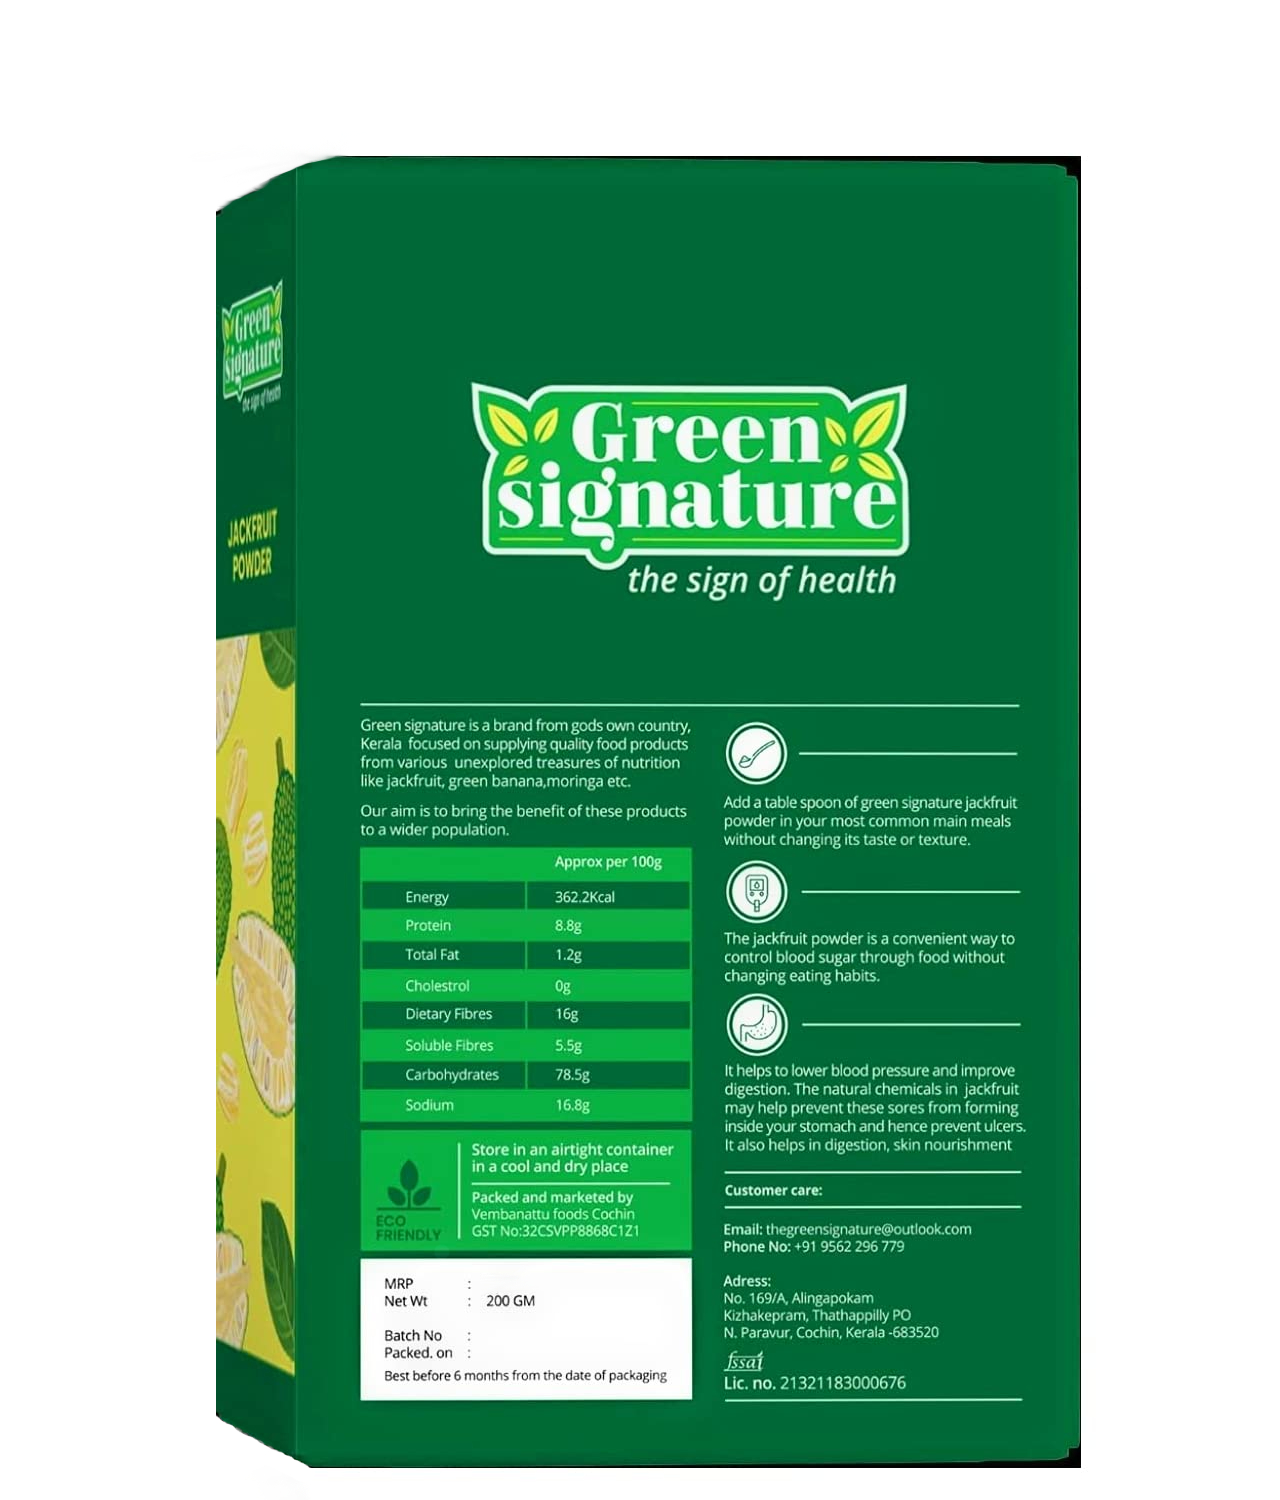 Green
signature
the sign of health
JACKFRUIT
POWDER
Green
signature
the sign of health
Green signature is a brand from gods own country,
Kerala focused on supplying quality food products
from various unexplored treasures of nutrition
like jackfruit, green banana,moringa etc.
Our aim is to bring the benefit of these products
to a wider population.
Approx per 100g
Energy 362.2Kcal
Protein 8.8g
Total Fat 1.2g
Cholestrol 0g
Dietary Fibres 16g
Soluble Fibres 5.5g
Carbohydrates 78.5g
Sodium 16.8g
ECO
FRIENDLY
Store in an airtight container
in a cool and dry place
Packed and marketed by
Vembanattu foods Cochin
GST No:32CSVPP8868C1Z1
MRP :
Net Wt : 200 GM
Batch No :
Packed. on :
Best before 6 months from the date of packaging
Add a table spoon of green signature jackfruit
powder in your most common main meals
without changing its taste or texture.
The jackfruit powder is a convenient way to
control blood sugar through food without
changing eating habits.
It helps to lower blood pressure and improve
digestion. The natural chemicals in jackfruit
may help prevent these sores from forming
inside your stomach and hence prevent ulcers.
It also helps in digestion, skin nourishment
Customer care:
Email: thegreensignature@outlook.com
Phone No: +91 9562 296 779
Adress:
No. 169/A, Alingapokam
Kizhakepram, Thathappilly PO
N. Paravur, Cochin, Kerala -683520
fssai
Lic. no. 21321183000676